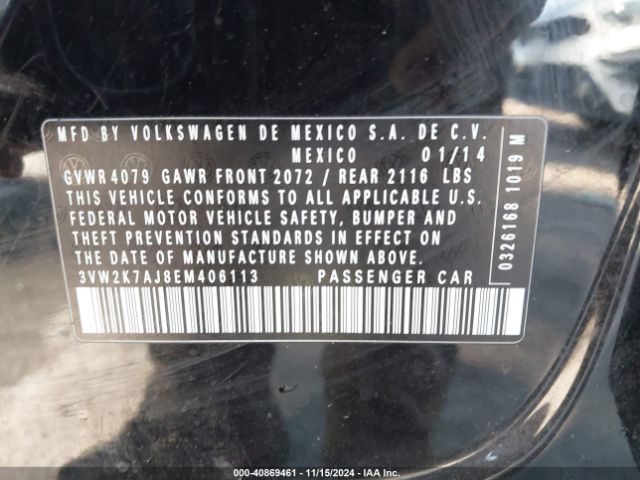 MFD BY VOLKSWAGEN DE MEXICO S.A. DE C.V.
MEXICO 01/14
GVWR 4079 GAWR FRONT 2072 / REAR 2116 LBS
THIS VEHICLE CONFORMS TO ALL APPLICABLE U.S.
FEDERAL MOTOR VEHICLE SAFETY, BUMPER AND
THEFT PREVENTION STANDARDS IN EFFECT ON
THE DATE OF MANUFACTURE SHOWN ABOVE.
3VW2K7AJ8EM406113 PASSENGER CAR
0326168 1019 M
000-40869461 - 11/15/2024 - IAA Inc.